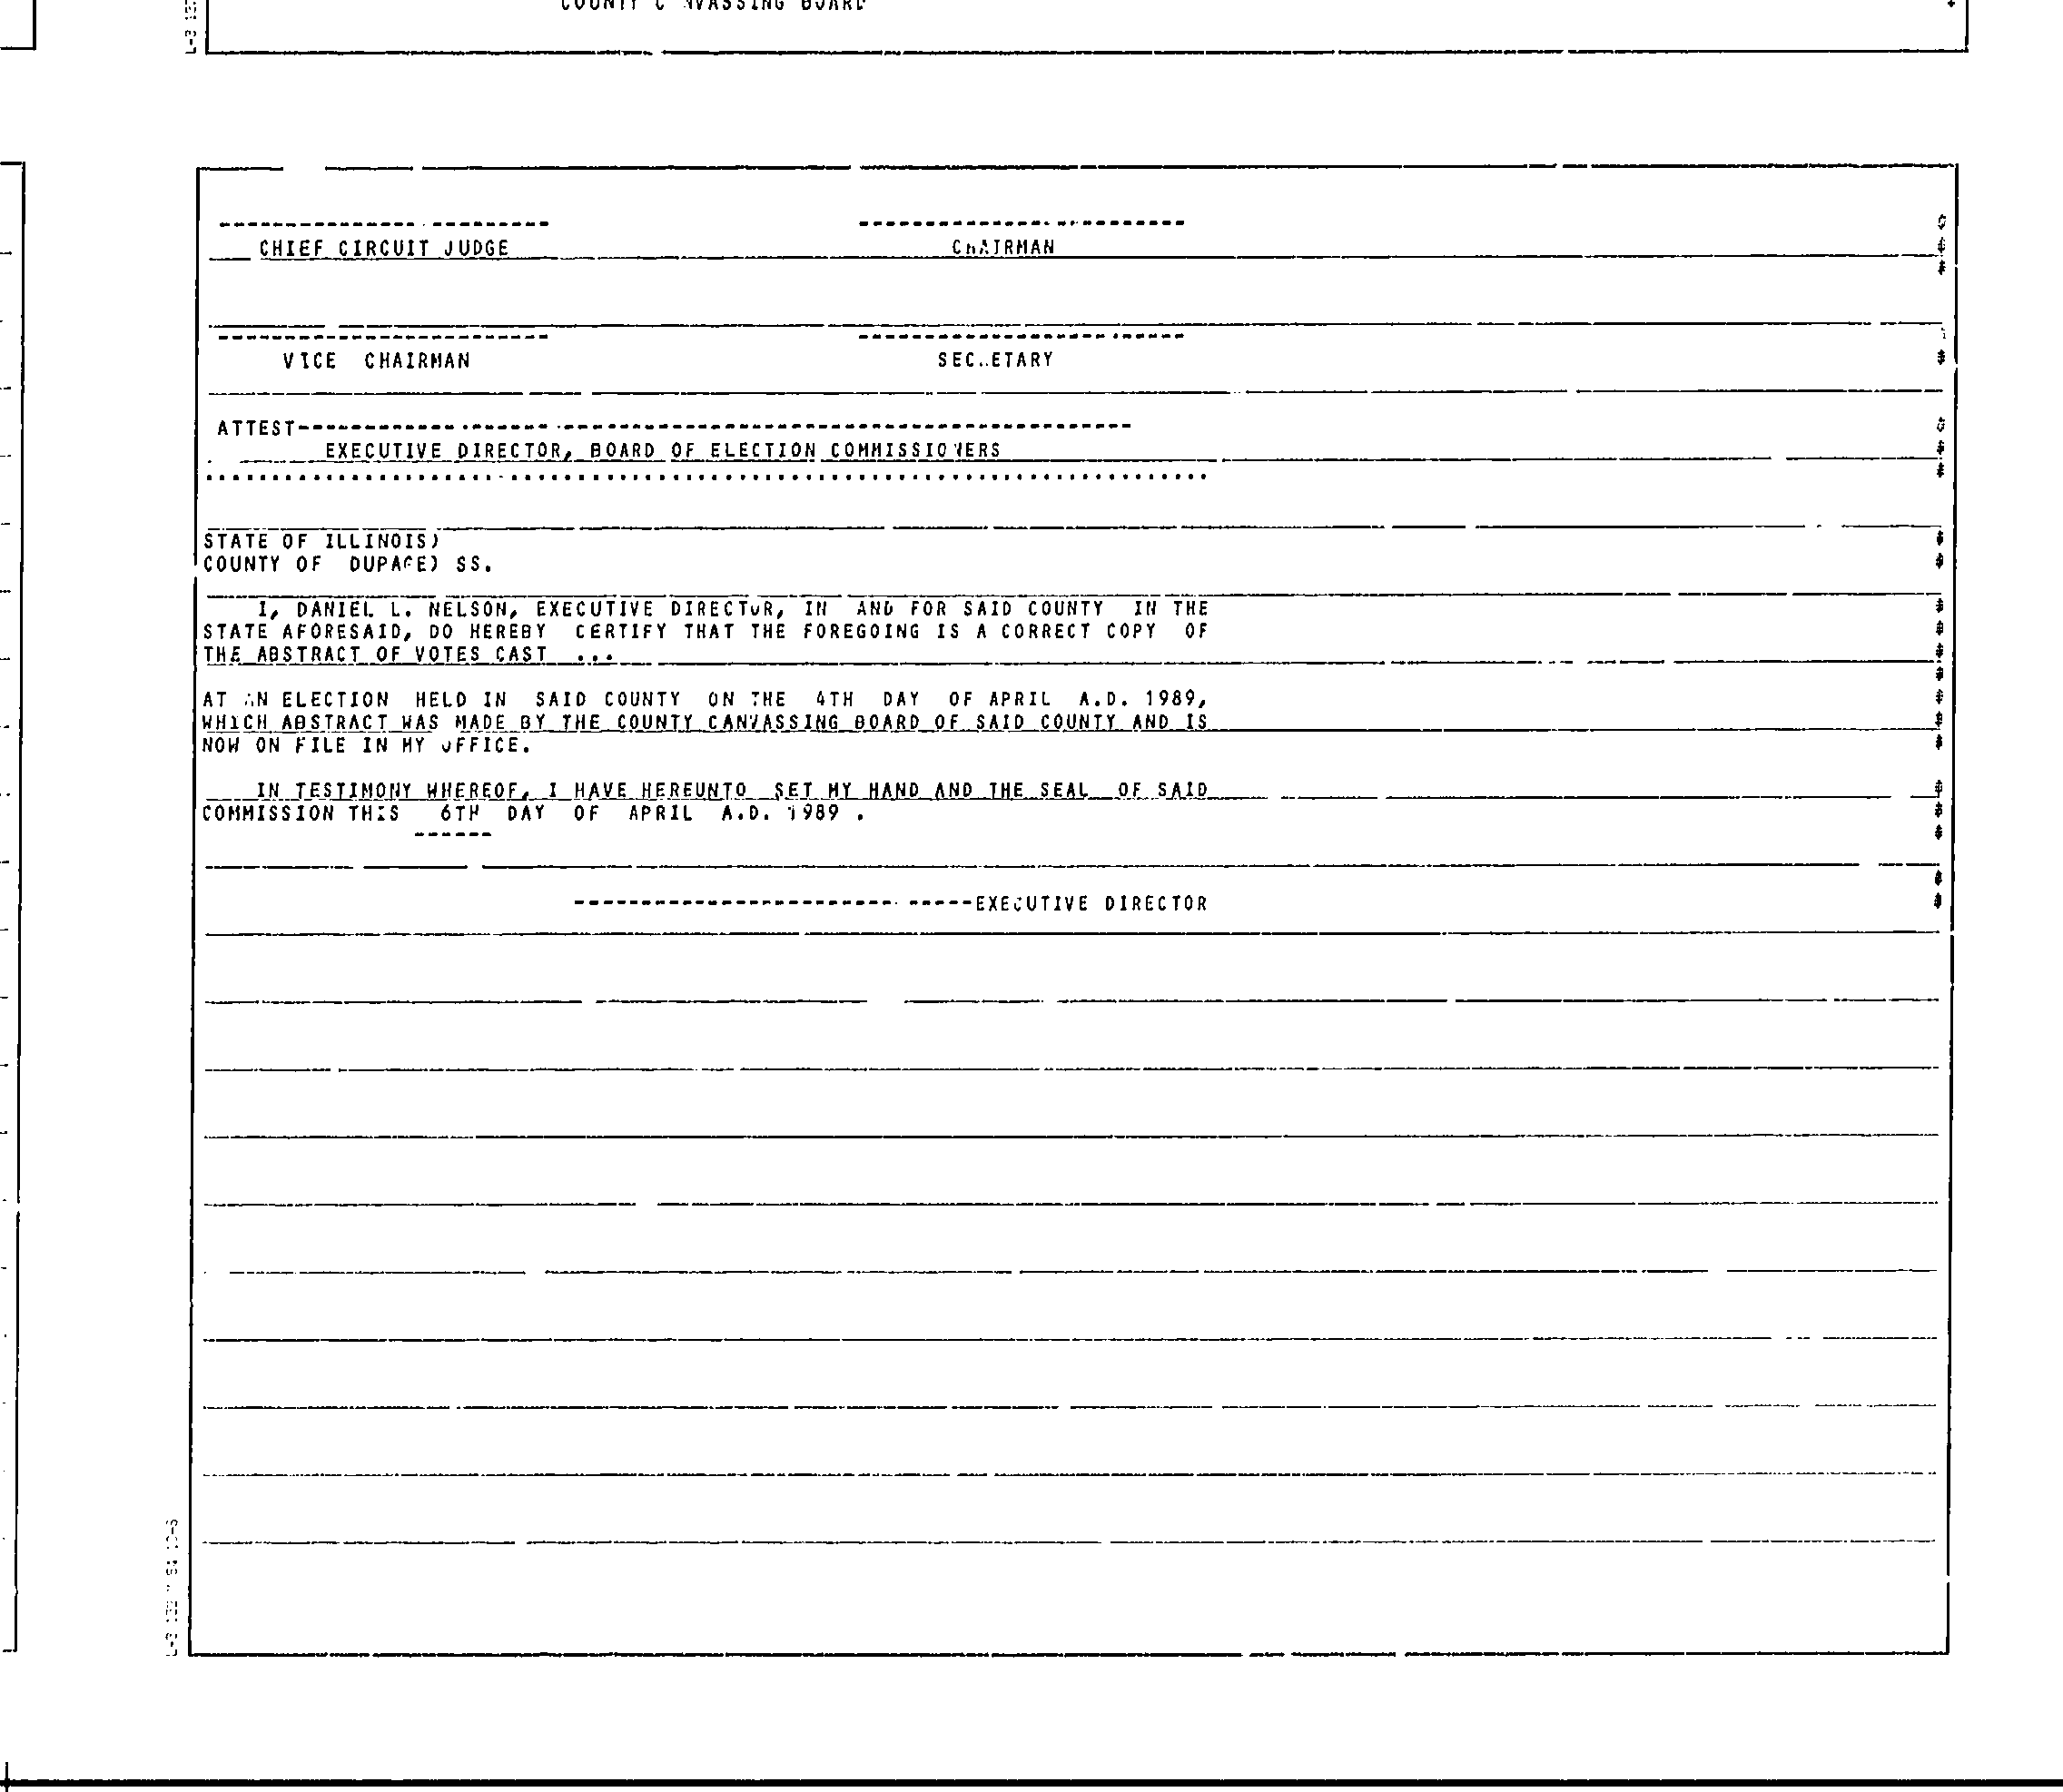 COUNTY CANVASSING BOARD
CHIEF CIRCUIT JUDGE CHAIRMAN
VICE CHAIRMAN SECRETARY
ATTEST
EXECUTIVE DIRECTOR, BOARD OF ELECTION COMMISSIONERS
STATE OF ILLINOIS)
COUNTY OF DUPAGE) SS.
I, DANIEL L. NELSON, EXECUTIVE DIRECTOR, IN AND FOR SAID COUNTY IN THE
STATE AFORESAID, DO HEREBY CERTIFY THAT THE FOREGOING IS A CORRECT COPY OF
THE ABSTRACT OF VOTES CAST ...
AT AN ELECTION HELD IN SAID COUNTY ON THE 4TH DAY OF APRIL A.D. 1989,
WHICH ABSTRACT WAS MADE BY THE COUNTY CANVASSING BOARD OF SAID COUNTY AND IS
NOW ON FILE IN MY OFFICE.
IN TESTIMONY WHEREOF, I HAVE HEREUNTO SET MY HAND AND THE SEAL OF SAID
COMMISSION THIS 6TH DAY OF APRIL A.D. 1989 .
EXECUTIVE DIRECTOR